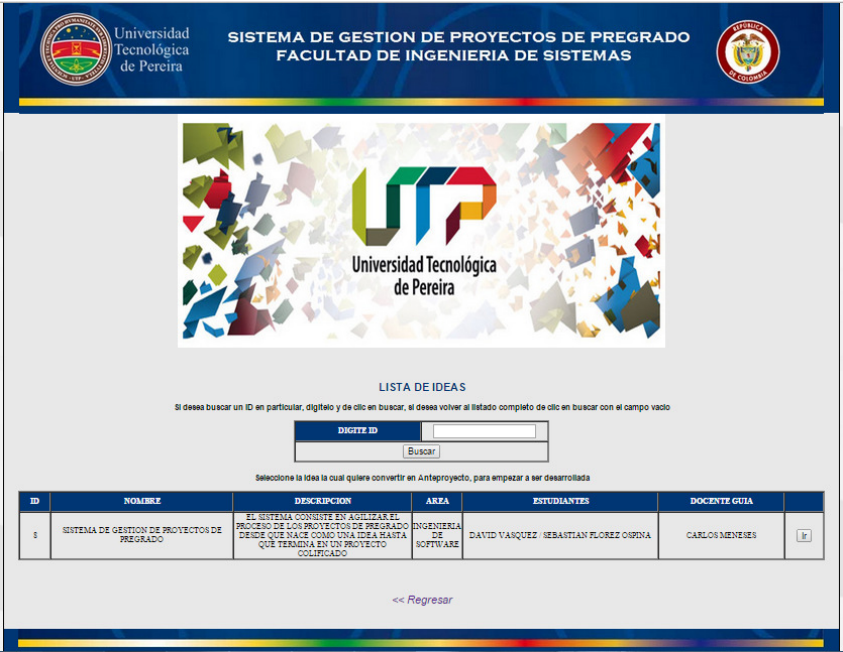 Universidad
Tecnológica
de Pereira
SISTEMA DE GESTION DE PROYECTOS DE PREGRADO
FACULTAD DE INGENIERIA DE SISTEMAS
REPUBLICA
DE COLOMBIA
UTP
Universidad Tecnológica
de Pereira
LISTA DE IDEAS
Si desea buscar un ID en particular, digitelo y de clic en buscar, si desea volver al listado completo de clic en buscar con el campo vacio
DIGITE ID
Buscar
Seleccione la Idea la cual quiere convertir en Anteproyecto, para empezar a ser desarrollada
ID NOMBRE DESCRIPCION AREA ESTUDIANTES DOCENTE GUIA
SISTEMA DE GESTION DE PROYECTOS DE
PREGRADO
EL SISTEMA CONSISTE EN AGILIZAR EL
PROCESO DE LOS PROYECTOS DE PREGRADO
DESDE QUE NACE COMO UNA IDEA HASTA
QUE TERMINA EN UN PROYECTO
COLIFICADO
INGENIERIA
DE
SOFTWARE
DAVID VASQUEZ / SEBASTIAN FLOREZ OSPINA
CARLOS MENESES
Ir
<< Regresar